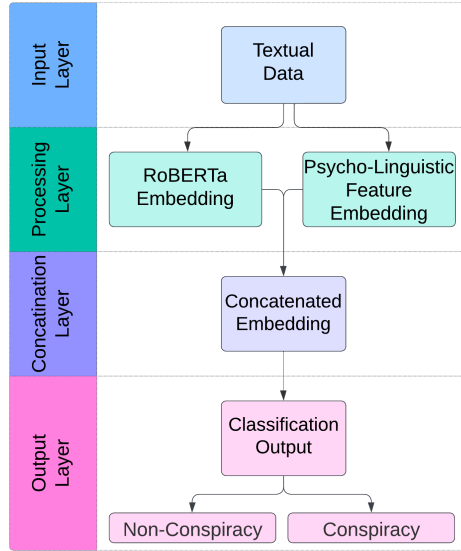 Input
Layer
Textual
Data
Processing
Layer
RoBERTa
Embedding
Psycho-Linguistic
Feature
Embedding
Concatination
Layer
Concatenated
Embedding
Output
Layer
Classification
Output
Non-Conspiracy
Conspiracy